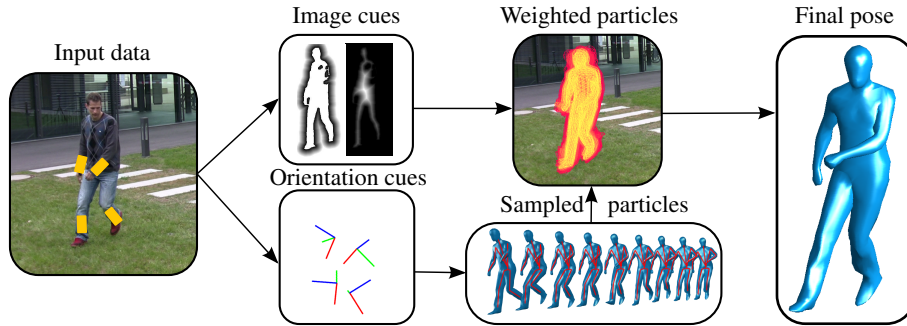 Image cues
Weighted particles
Final pose
Input data
Orientation cues
Sampled particles